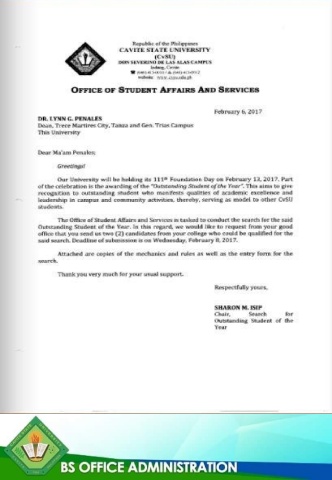 Republic of the Philippines
CAVITE STATE UNIVERSITY
(CvSU)
DON SEVERINO DE LAS ALAS CAMPUS
Indang, Cavite
www.cvsu.edu.ph
OFFICE OF STUDENT AFFAIRS AND SERVICES
February 6, 2017
DR. LYNN G. PENALES
Dean, Trece Martires City, Tanza and Gen. Trias Campus
This University
Dear Ma'am Penales:
Greetings!
Our University will be holding its 111th Foundation Day on February 13, 2017. Part
of the celebration is the awarding of the "Outstanding Student of the Year". This aims to give
recognition to outstanding student who manifests qualities of academic excellence and
leadership in campus and community activities, thereby, serving as model to other CvSU
students.
The Office of Student Affairs and Services is tasked to conduct the search for the said
Outstanding Student of the Year. In this regard, we would like to request from your good
office that you send us two (2) candidates from your college who could be qualified for the
said search. Deadline of submission is on Wednesday, February 8, 2017.
Attached are copies of the mechanics and rules as well as the entry form for the
search.
Thank you very much for your usual support.
Respectfully yours,
SHARON M. ISIP
Chair, Search for
Outstanding Student of the
Year
BS OFFICE ADMINISTRATION